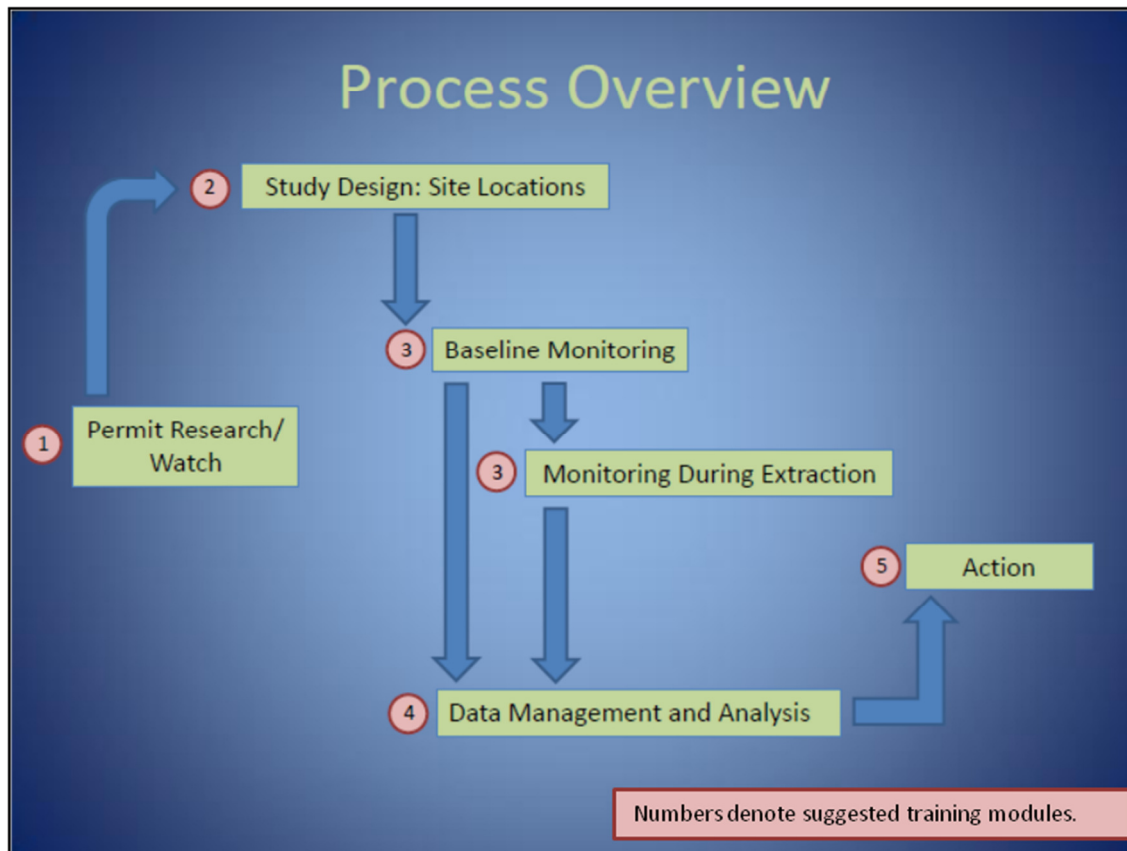 Process Overview
2
Study Design: Site Locations
3
Baseline Monitoring
1
Permit Research/
Watch
3
Monitoring During Extraction
5
Action
4
Data Management and Analysis
Numbers denote suggested training modules.